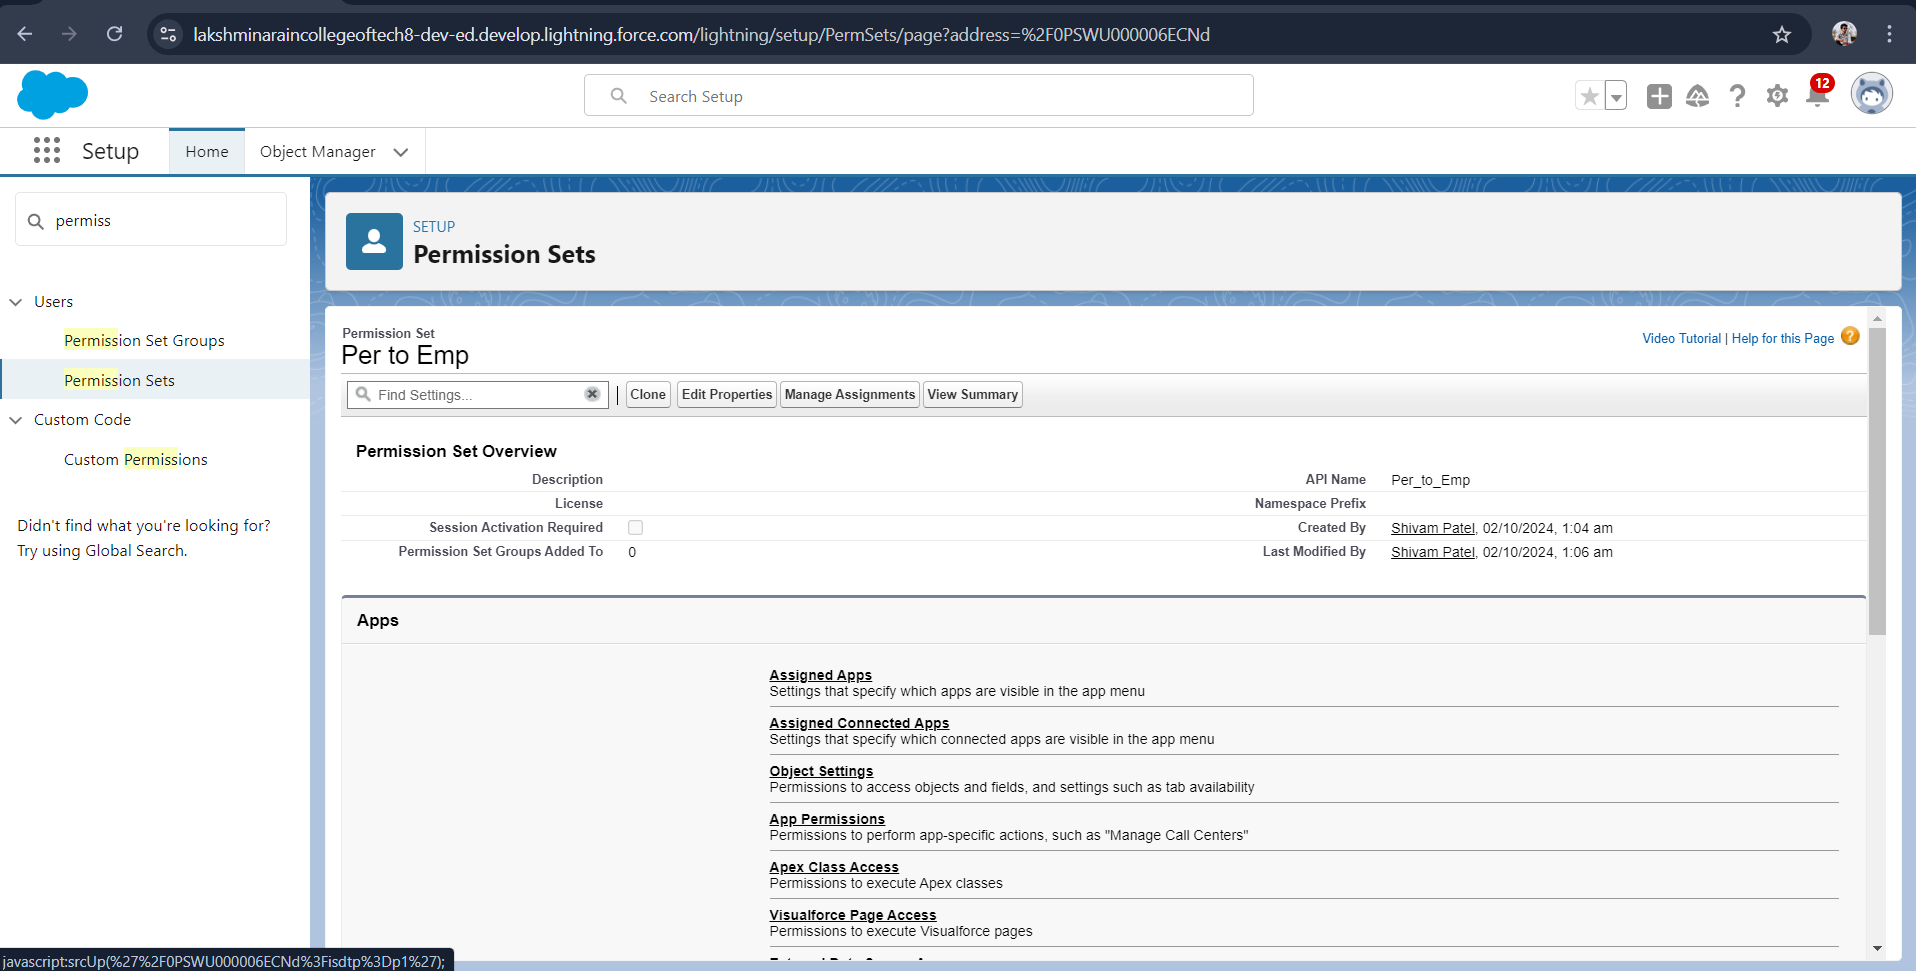 lakshminaraincollegeoftech8-dev-ed.develop.lightning.force.com/lightning/setup/PermSets/page?address=%2F0PSWU000006ECNd
Search Setup
12
Setup
Home
Object Manager
permiss
Users
Permission Set Groups
Permission Sets
Custom Code
Custom Permissions
Didn't find what you're looking for?
Try using Global Search.
SETUP
Permission Sets
Permission Set
Per to Emp
Video Tutorial | Help for this Page
Find Settings...
Clone
Edit Properties
Manage Assignments
View Summary
Permission Set Overview
Description
API Name Per_to_Emp
License
Namespace Prefix
Session Activation Required
Created By Shivam Patel, 02/10/2024, 1:04 am
Permission Set Groups Added To 0
Last Modified By Shivam Patel, 02/10/2024, 1:06 am
Apps
Assigned Apps
Settings that specify which apps are visible in the app menu
Assigned Connected Apps
Settings that specify which connected apps are visible in the app menu
Object Settings
Permissions to access objects and fields, and settings such as tab availability
App Permissions
Permissions to perform app-specific actions, such as "Manage Call Centers"
Apex Class Access
Permissions to execute Apex classes
Visualforce Page Access
Permissions to execute Visualforce pages
javascript:srcUp(%27%2F0PSWU000006ECNd%3Fisdtp%3Dp1%27);